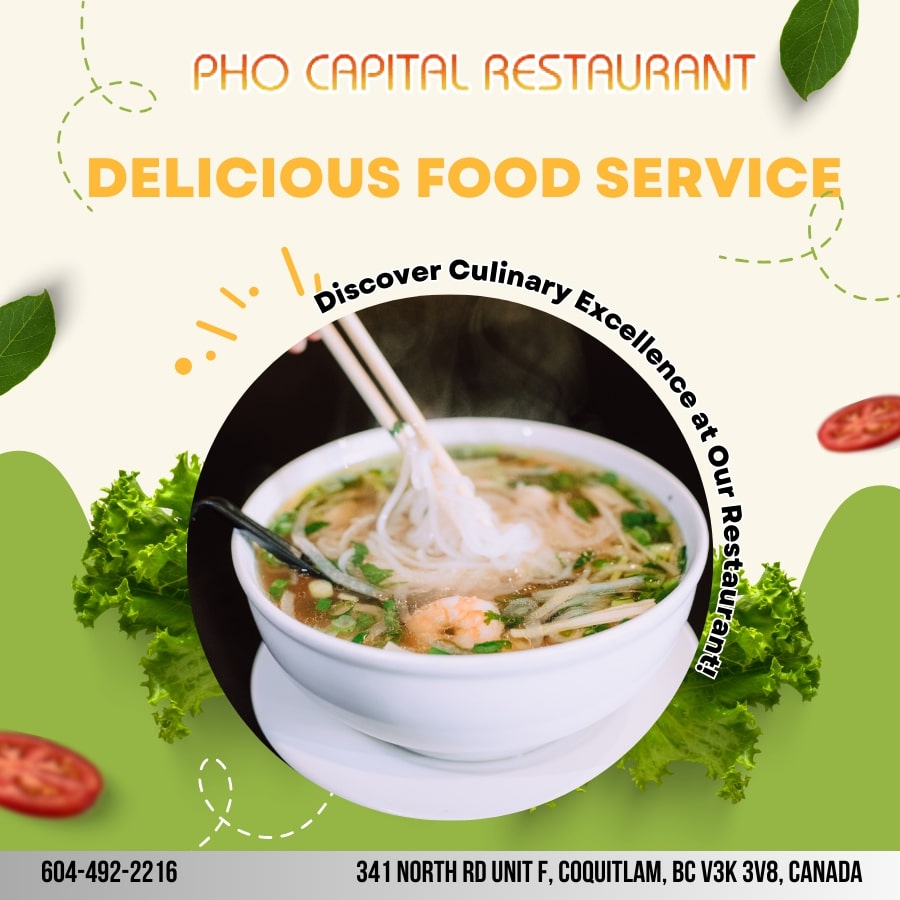 PHO CAPITAL RESTAURANT
DELICIOUS FOOD SERVICE
Discover Culinary Excellence at Our Restaurant!
604-492-2216
341 NORTH RD UNIT F, COQUITLAM, BC V3K 3V8, CANADA